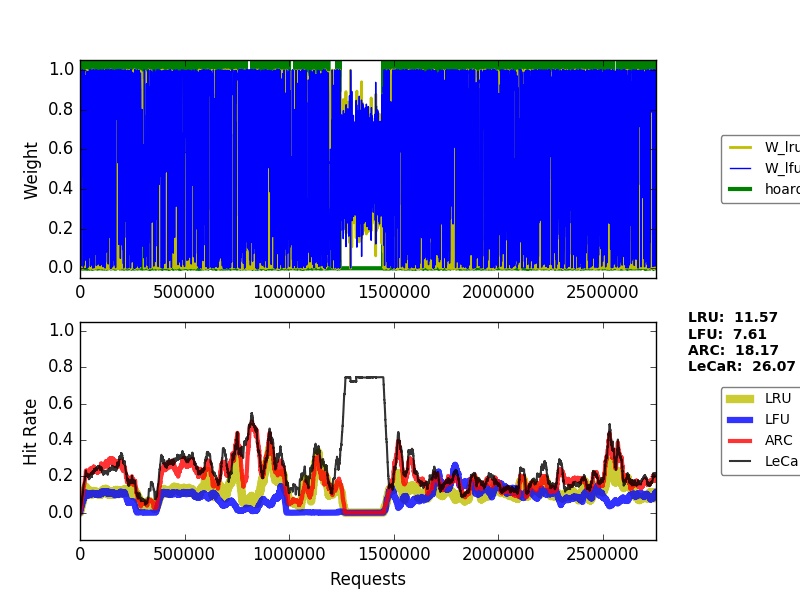 1.0
0.8
0.6
0.4
0.2
0.0
Weight
0 500000 1000000 1500000 2000000 2500000
W_lru
W_lfu
hoard
LRU: 11.57
LFU: 7.61
ARC: 18.17
LeCaR: 26.07
1.0
0.8
0.6
0.4
0.2
0.0
Hit Rate
0 500000 1000000 1500000 2000000 2500000
Requests
LRU
LFU
ARC
LeCa